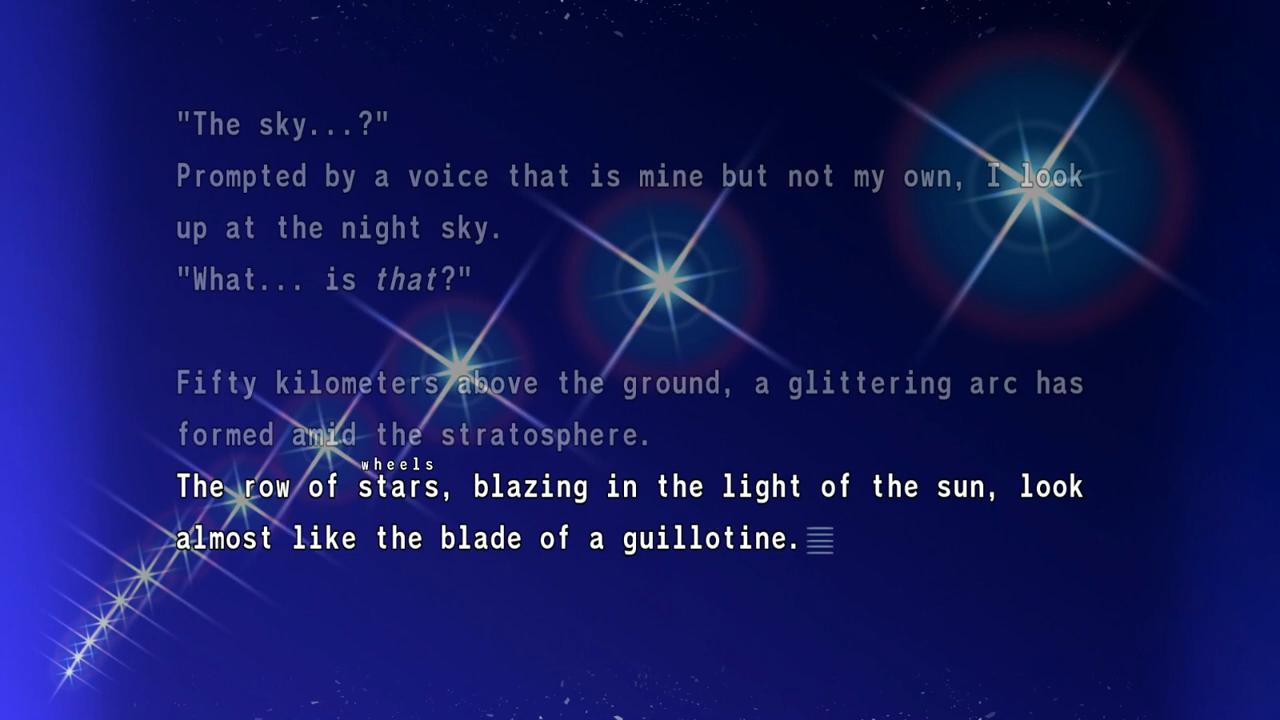 "The sky...?"
Prompted by a voice that is mine but not my own, I look
up at the night sky.
"What... is that?"
Fifty kilometers above the ground, a glittering arc has
formed amid the stratosphere.
wheels
The row of stars, blazing in the light of the sun, look
almost like the blade of a guillotine.